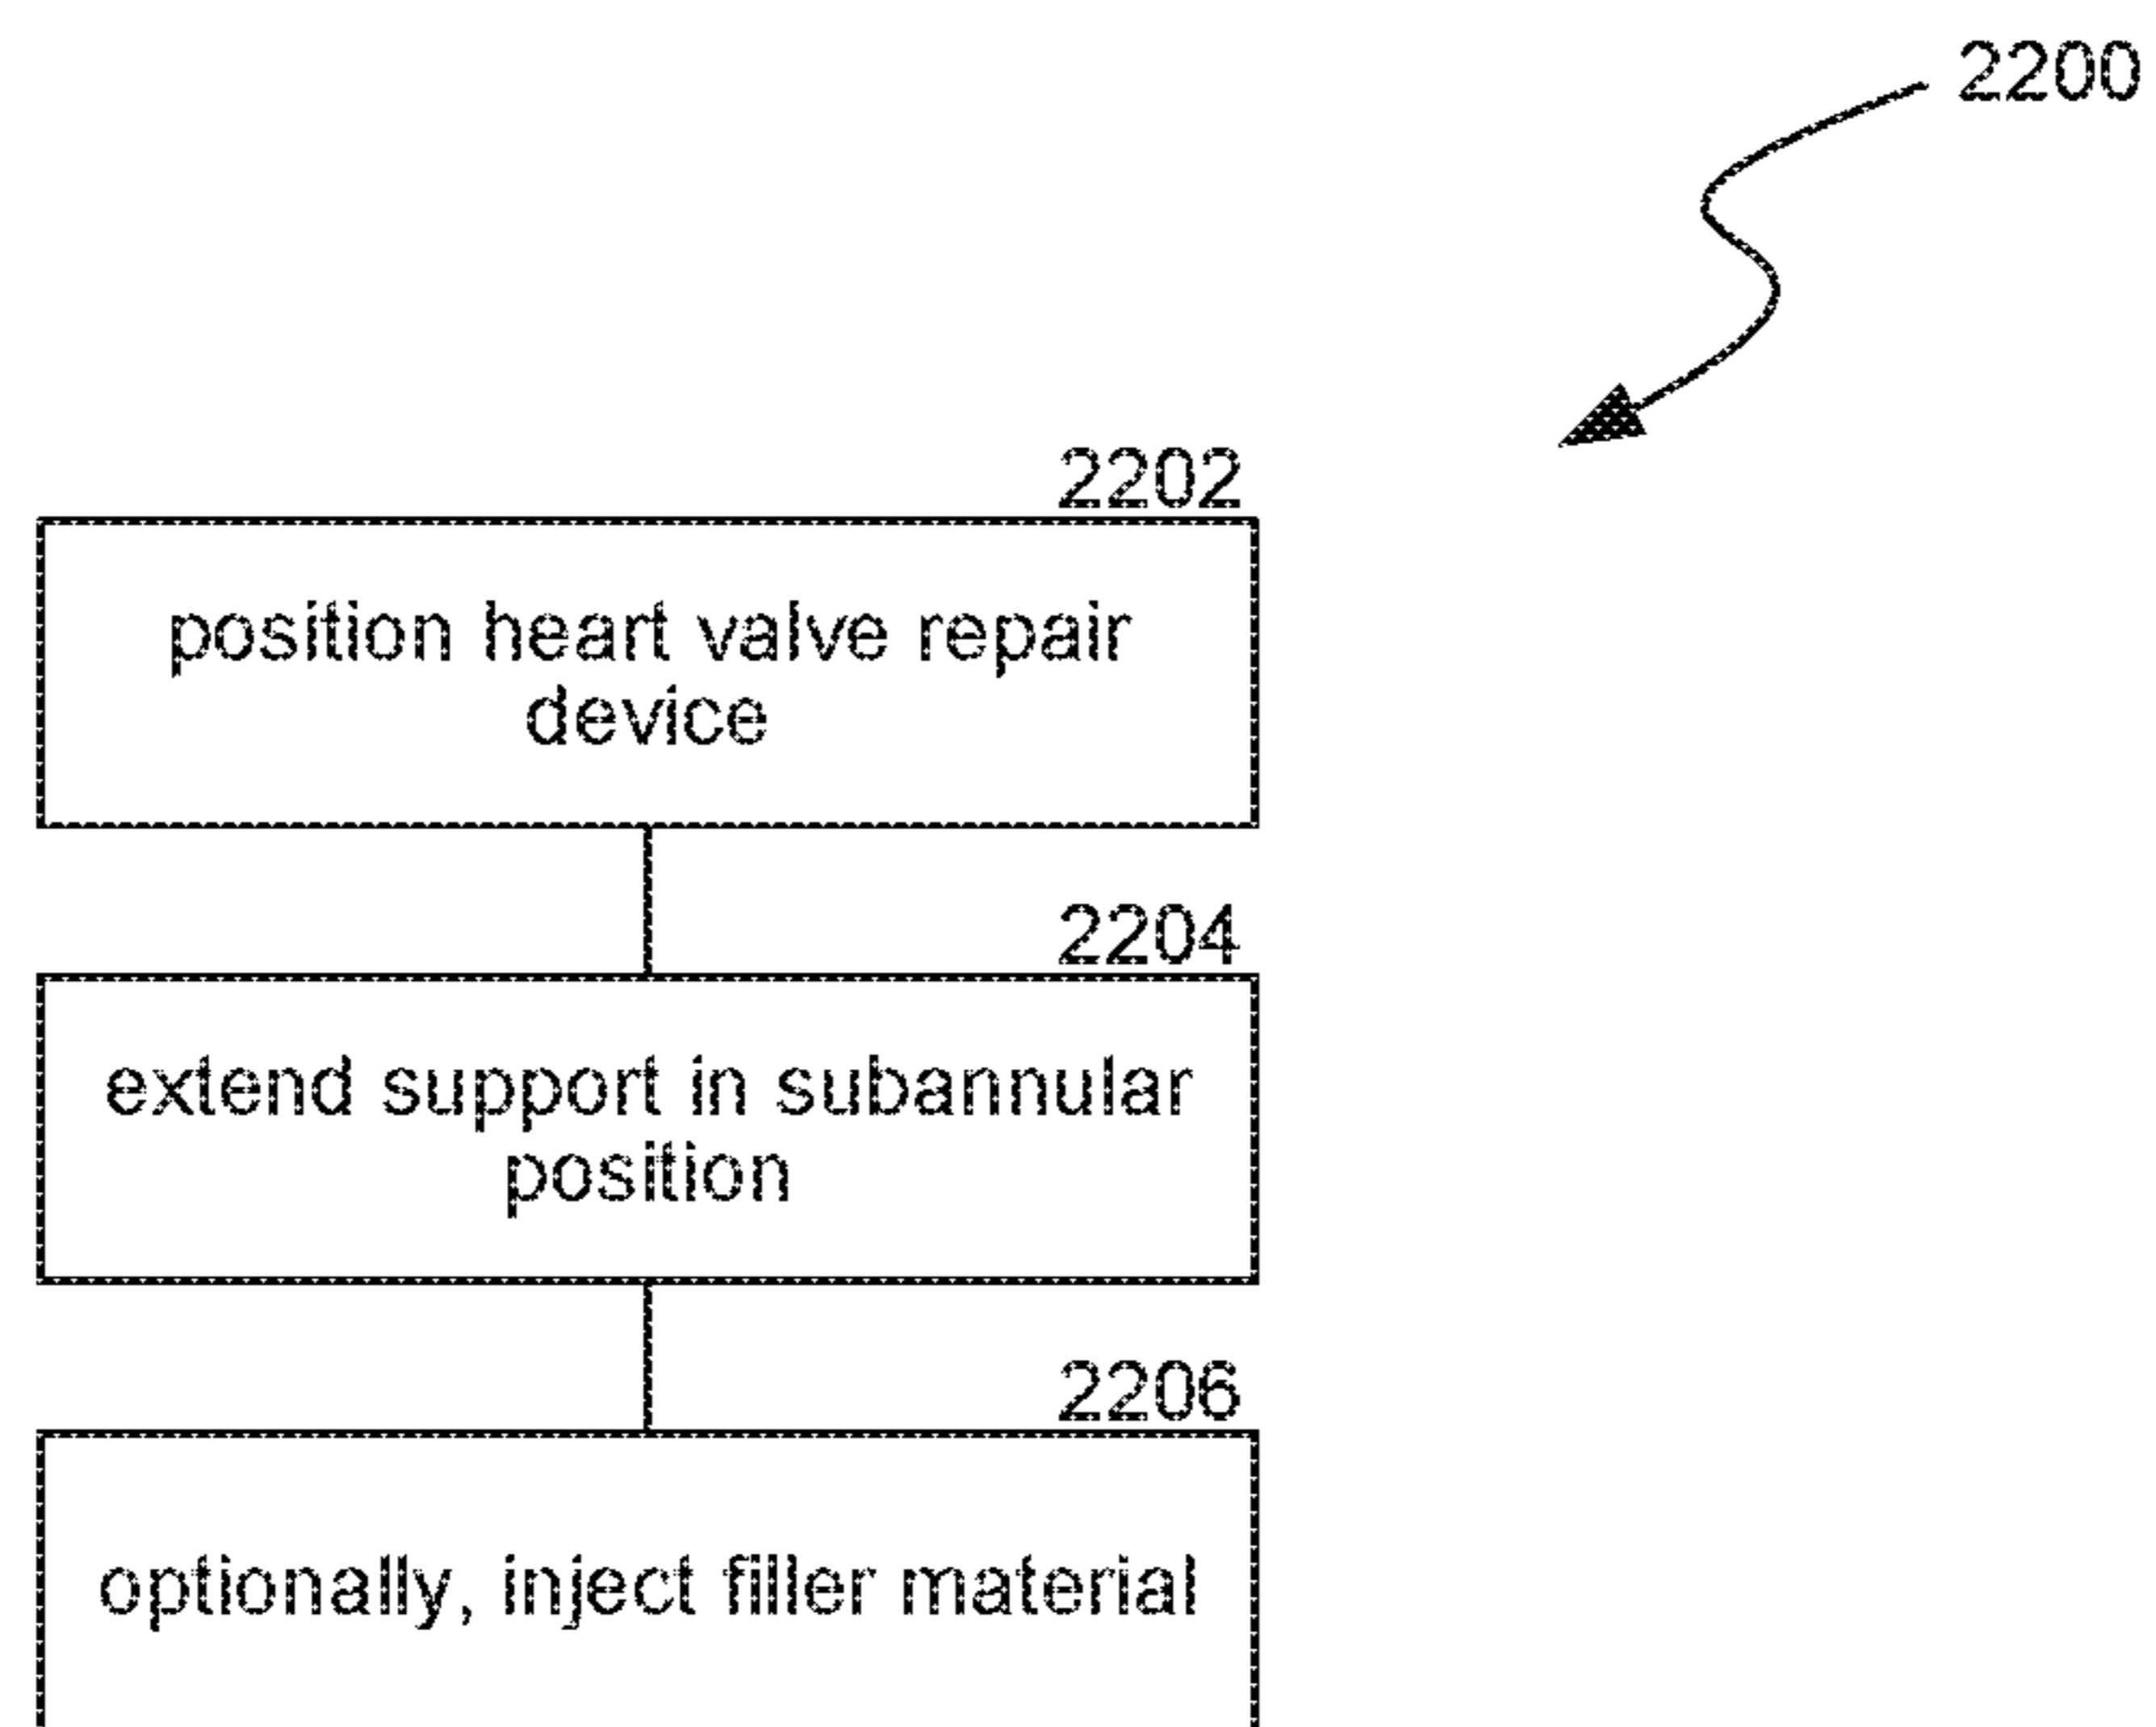 2200
2202
position heart valve repair
device
2204
extend support in subannular
position
2206
optionally, inject filler material